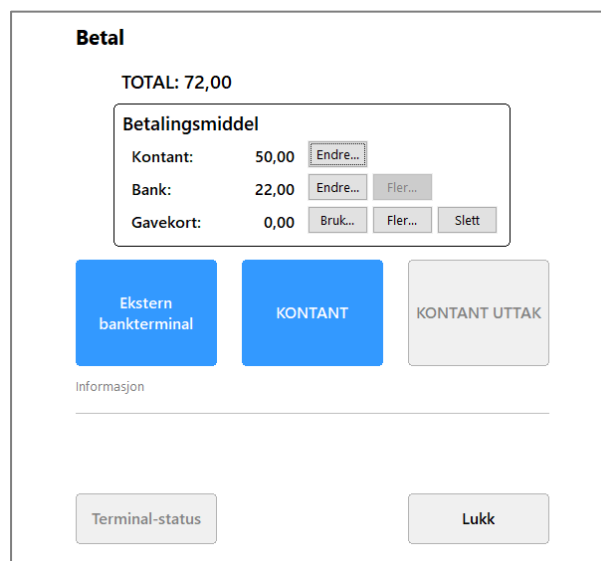 Betal
TOTAL: 72,00
Betalingsmiddel
Kontant: 50,00 Endre...
Bank: 22,00 Endre... Fler...
Gavekort: 0,00 Bruk... Fler... Slett
Ekstern
bankterminal
KONTANT
KONTANT UTTAK
Informasjon
Terminal-status
Lukk